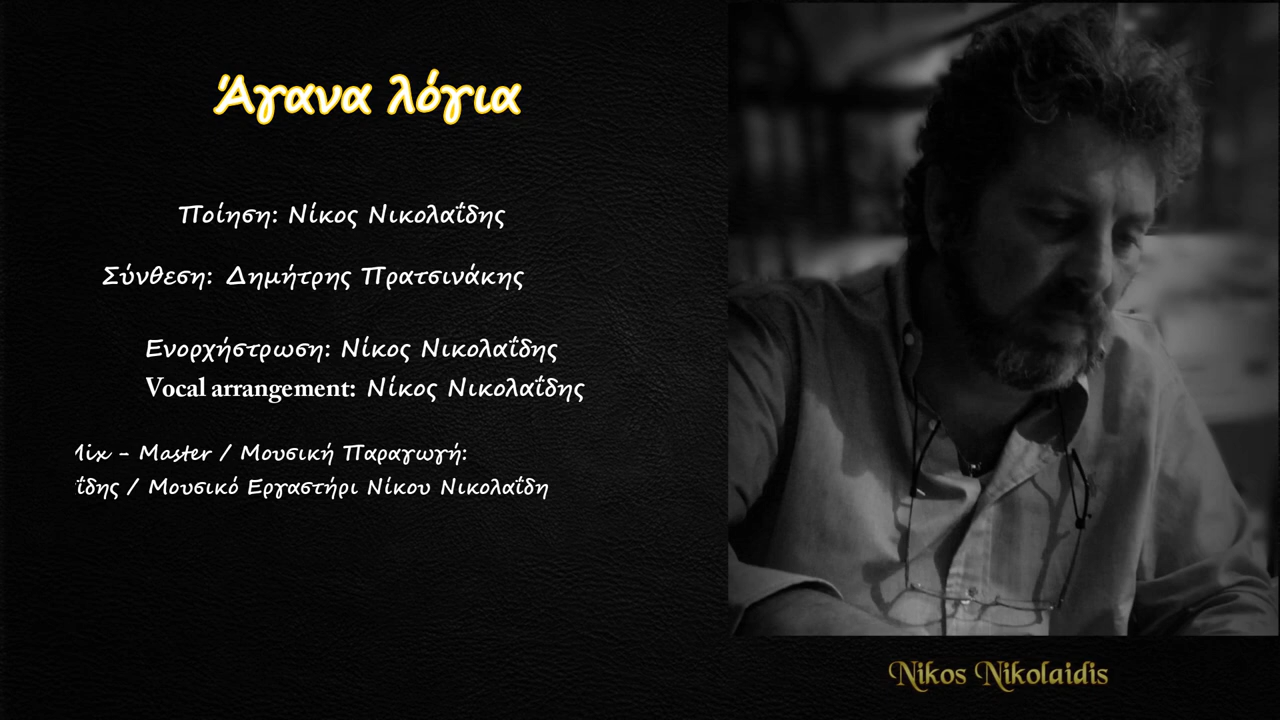 Άγανα λόγια
Ποίηση: Νίκος Νικολαΐδης
Σύνθεση: Δημήτρης Πρατσινάκης
Ενορχήστρωση: Νίκος Νικολαΐδης
Vocal arrangement: Νίκος Νικολαΐδης
- Master / Μουσική Παραγωγή:
/ Μουσικό Εργαστήρι Νίκου Νικολαΐδη
Nikos Nikolaidis